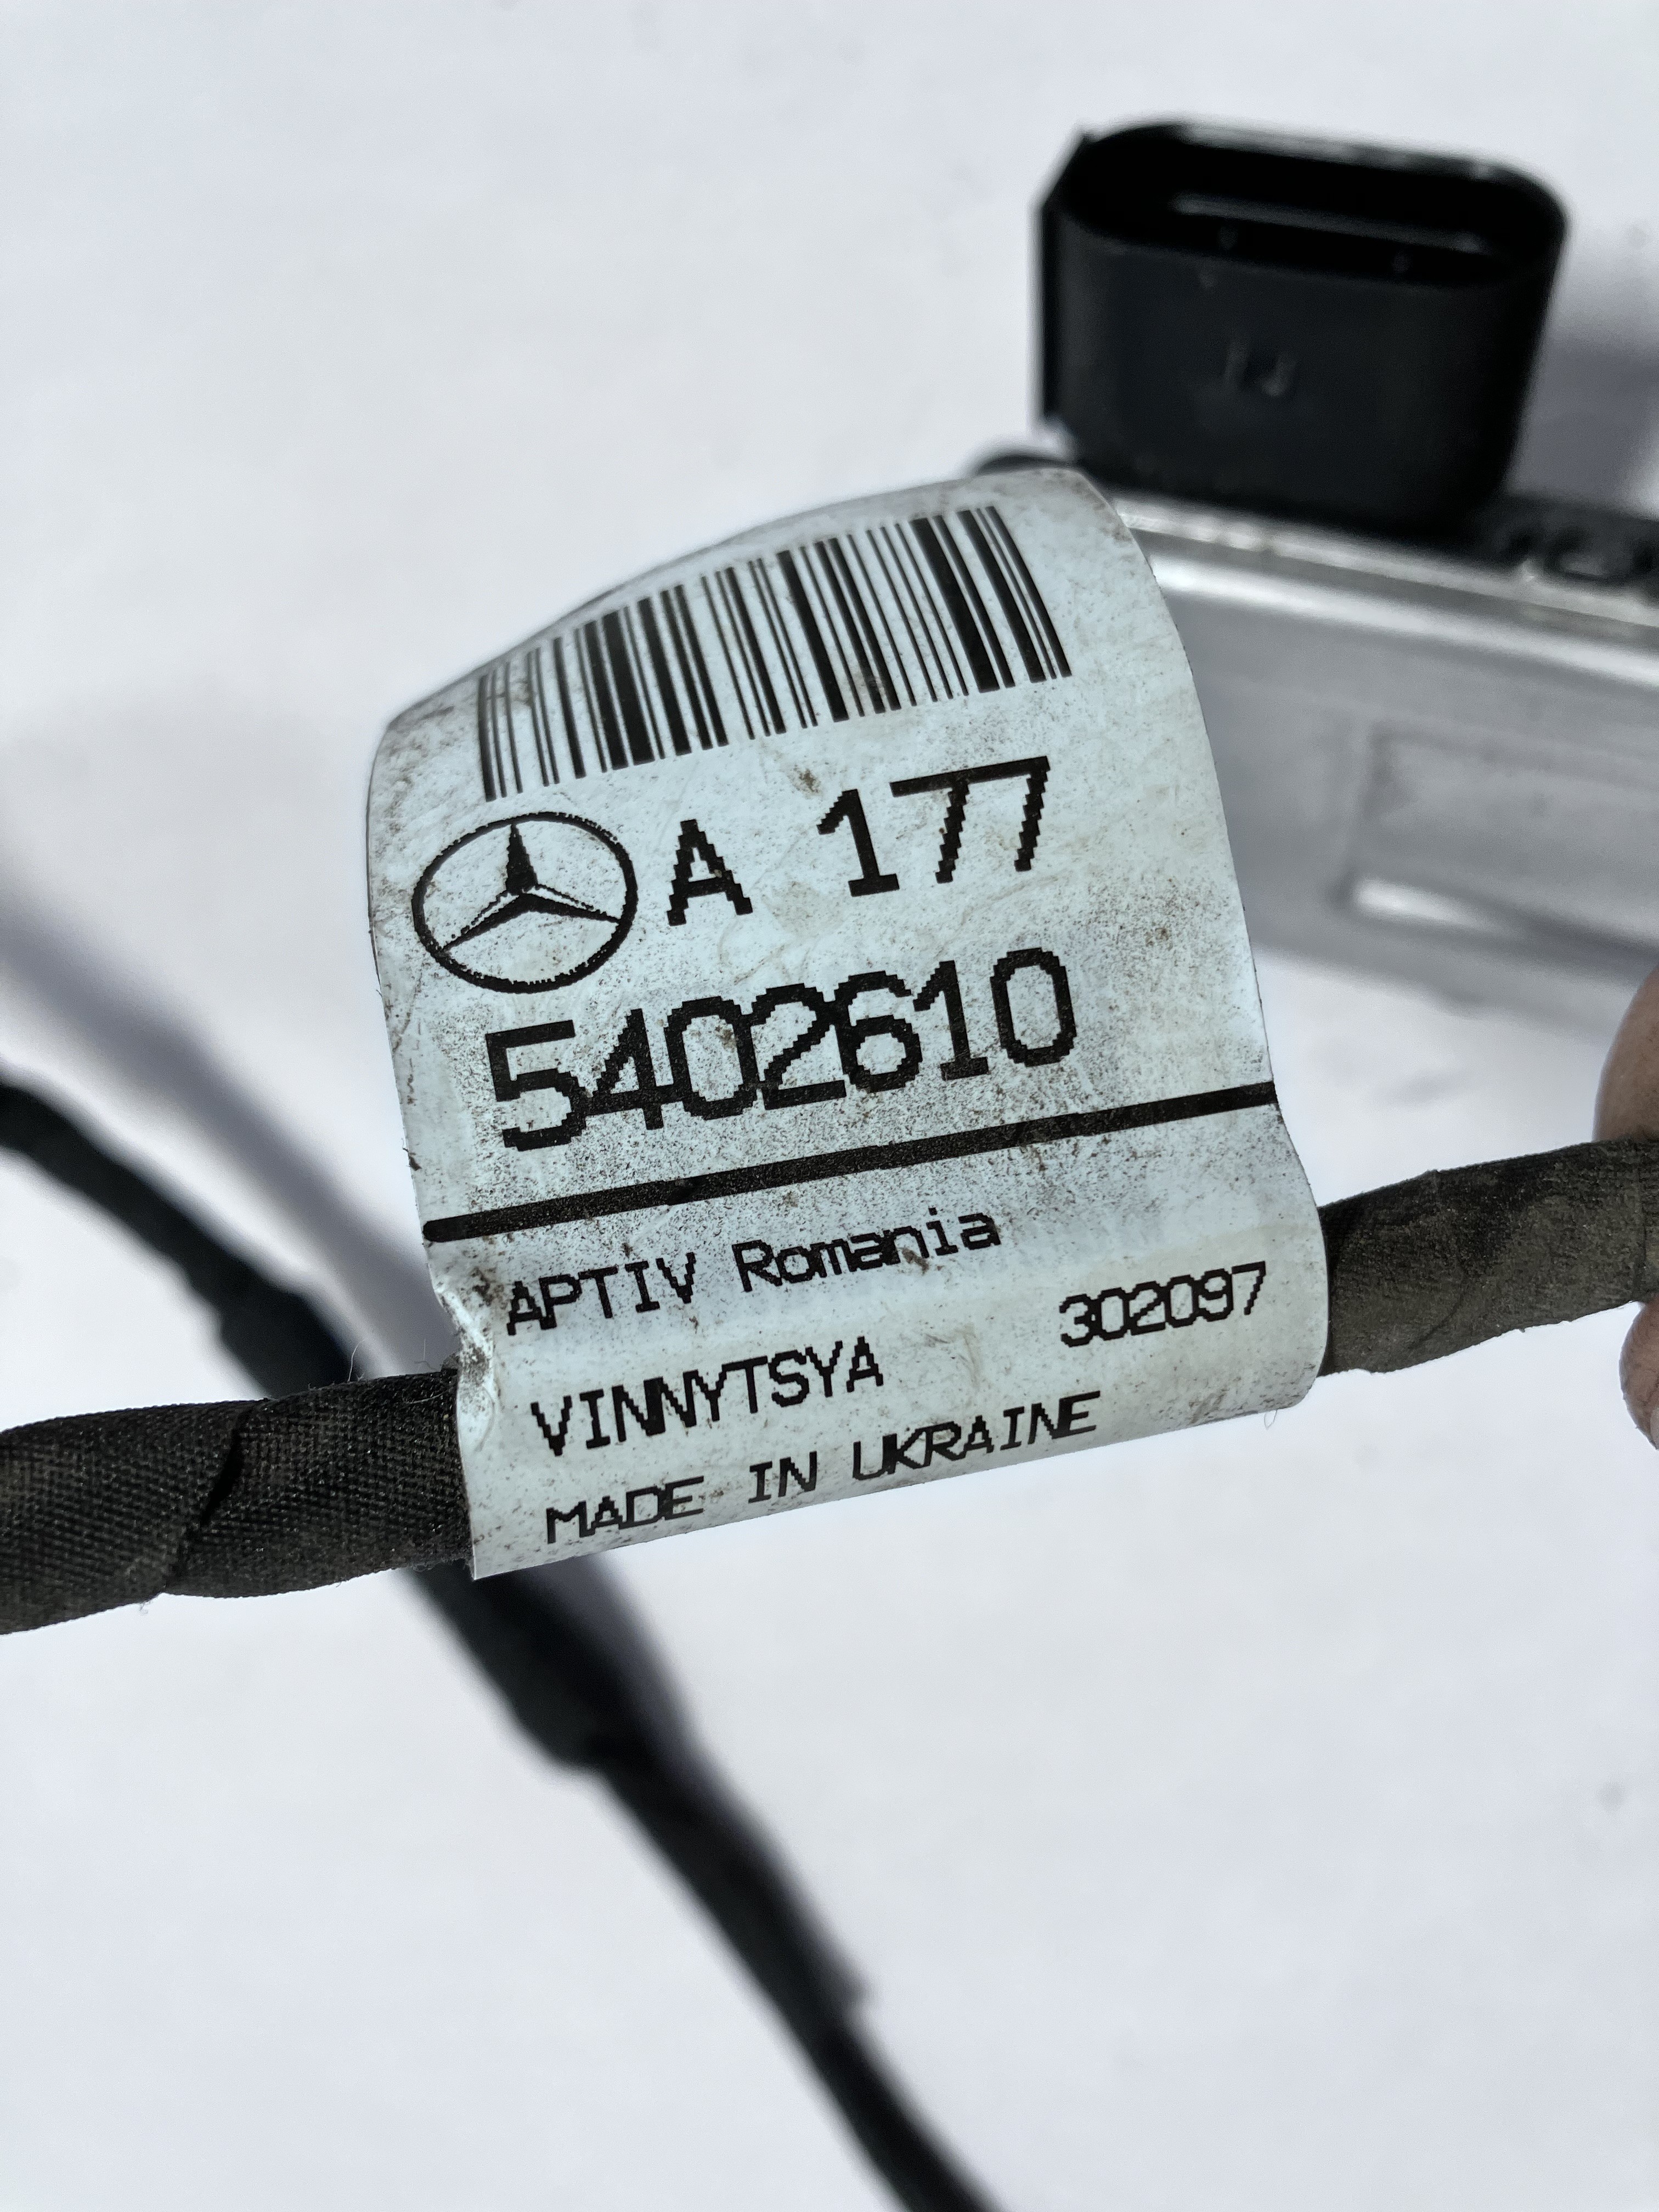 A 177
5402610
APTIV Romania
VINNYTSYA 302097
MADE IN UKRAINE